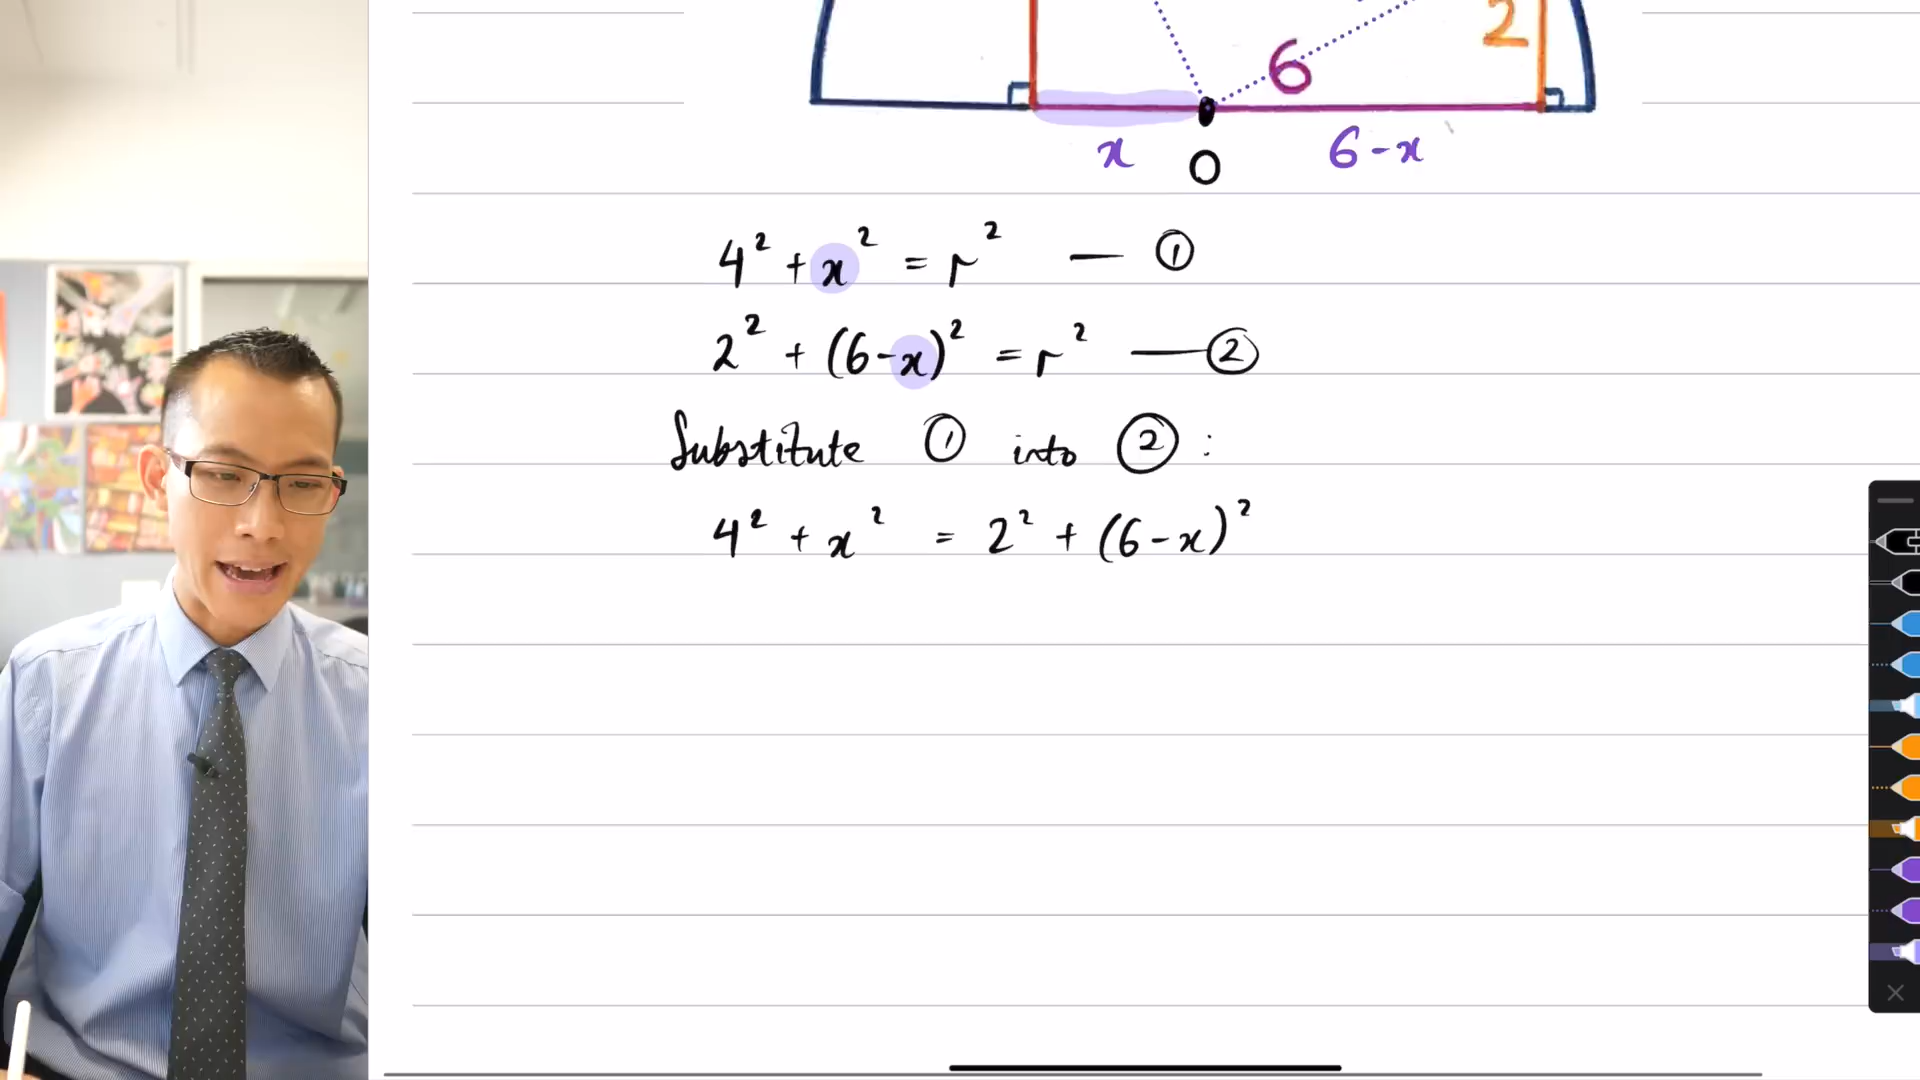 2
6
x
O
6-x
4² + x² = r² — ①
2² + (6-x)² = r² — ②
Substitute ① into ② :
4² + x² = 2² + (6-x)²